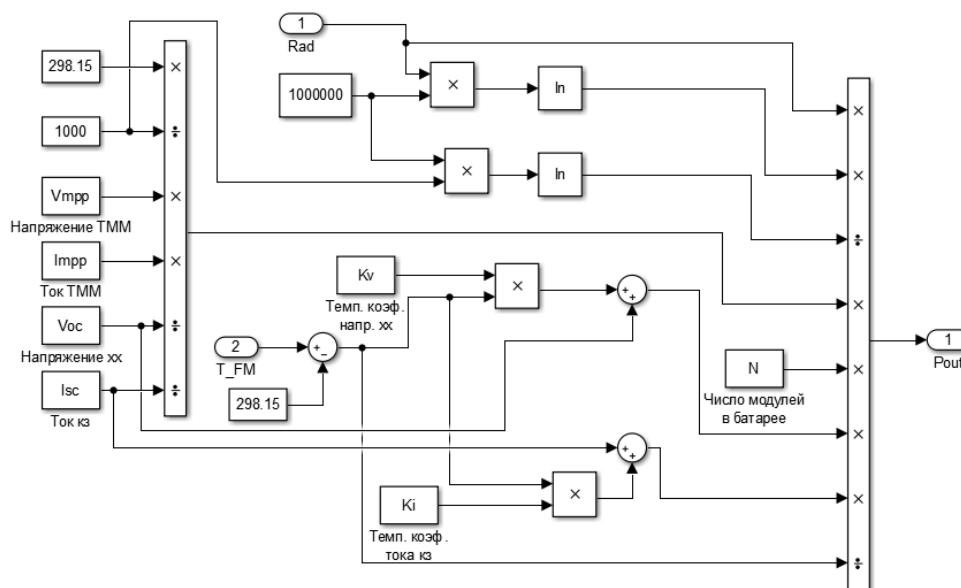 1
Rad
298.15
×
1000000
×
ln
×
1000
÷
×
ln
×
Vmpp
Напряжение ТММ
×
÷
Impp
Ток ТММ
×
Kv
Темп. коэф.
напр. хх
×
+
+
×
Voc
Напряжение хх
÷
2
T_FM
+
−
1
Pout
Isc
Ток кз
÷
298.15
N
Число модулей
в батарее
×
×
+
+
Ki
Темп. коэф.
тока кз
×
×
÷